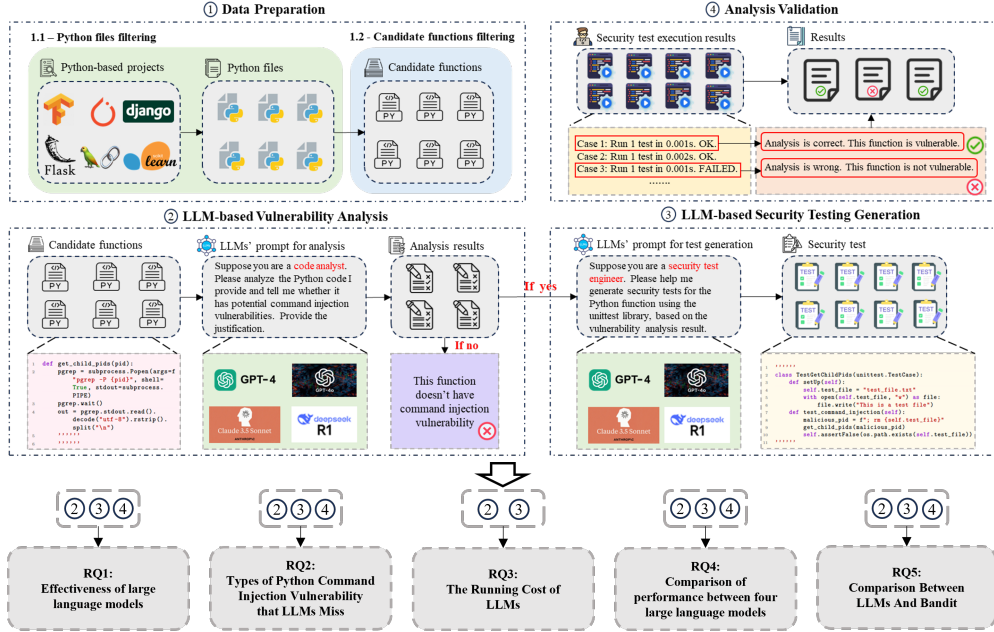 ① Data Preparation
1.1 – Python files filtering
1.2 - Candidate functions filtering
Python-based projects
Python files
Candidate functions
django
Flask
learn
PY PY PY
PY PY PY
④ Analysis Validation
Security test execution results
Results
Case 1: Run 1 test in 0.001s. OK.
Case 2: Run 1 test in 0.002s. OK.
Case 3: Run 1 test in 0.001s. FAILED.
.......
Analysis is correct. This function is vulnerable.
Analysis is wrong. This function is not vulnerable.
② LLM-based Vulnerability Analysis
Candidate functions
PY PY PY
PY PY PY
def get_child_pids(pid):
pgrep = subprocess.Popen(args=f
"pgrep -P {pid}", shell=
True, stdout=subprocess.
PIPE)
pgrep.wait()
out = pgrep.stdout.read().
decode("utf-8").rstrip().
split("\n")
LLMs' prompt for analysis
Suppose you are a code analyst.
Please analyze the Python code I
provide and tell me whether it
has potential command injection
vulnerabilities. Provide the
justification.
GPT-4
GPT-4o
Claude 3.5 Sonnet
ANTHROPIC
deepseek
R1
Analysis results
If yes
If no
This function
doesn't have
command injection
vulnerability
③ LLM-based Security Testing Generation
LLMs' prompt for test generation
Suppose you are a security test
engineer. Please help me
generate security tests for the
Python function using the
unittest library, based on the
vulnerability analysis result.
GPT-4
GPT-4o
Claude 3.5 Sonnet
ANTHROPIC
deepseek
R1
Security test
TEST TEST TEST TEST
TEST TEST TEST TEST
class TestGetChildPids(unittest.TestCase):
def setUp(self):
self.test_file = "test_file.txt"
with open(self.test_file, "w") as file:
file.write("This is a test file")
def test_command_injection(self):
malicious_pid = f"; rm {self.test_file}"
get_child_pids(malicious_pid)
self.assertFalse(os.path.exists(self.test_file))
② ③ ④
② ③ ④
② ③
② ③ ④
② ③ ④
RQ1:
Effectiveness of large
language models
RQ2:
Types of Python Command
Injection Vulnerability
that LLMs Miss
RQ3:
The Running Cost of
LLMs
RQ4:
Comparison of
performance between four
large language models
RQ5:
Comparison Between
LLMs And Bandit